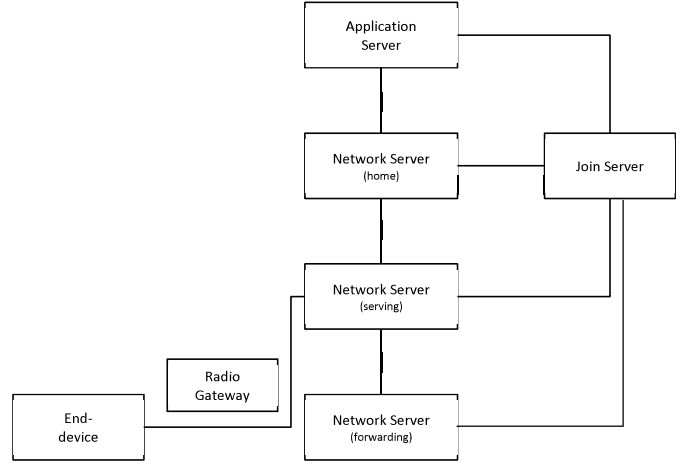 Application
Server
Network Server
(home)
Join Server
Network Server
(serving)
Radio
Gateway
End-
device
Network Server
(forwarding)